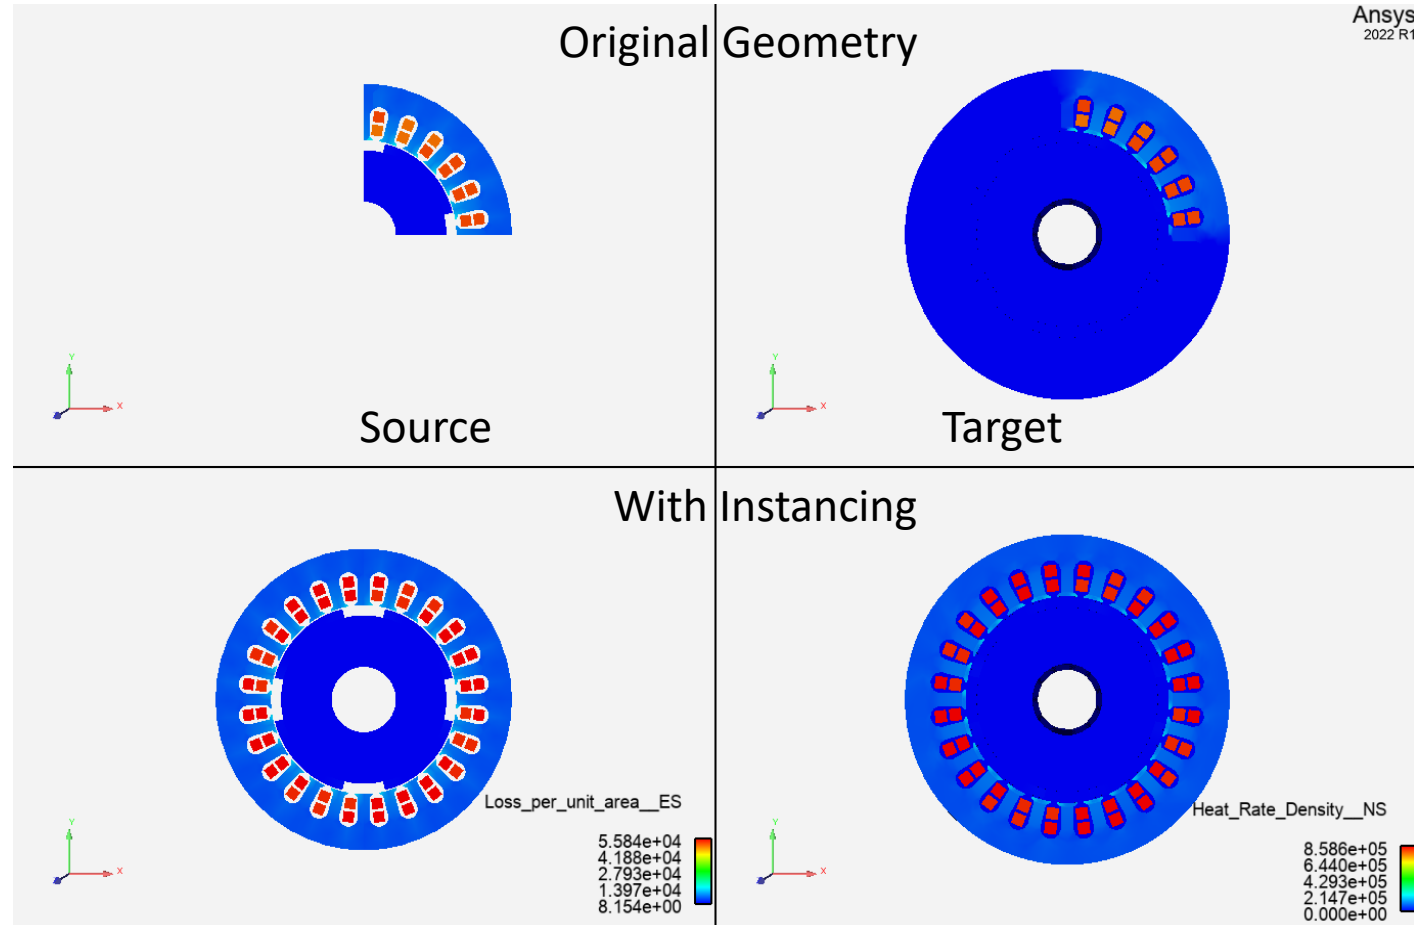 Original Geometry
Ansys
2022 R1
Y
X
Y
X
Source
Target
With Instancing
Loss_per_unit_area__ES
5.584e+04
4.188e+04
2.793e+04
1.397e+04
8.154e+00
Y
X
Heat_Rate_Density__NS
8.586e+05
6.440e+05
4.293e+05
2.147e+05
0.000e+00
Y
X